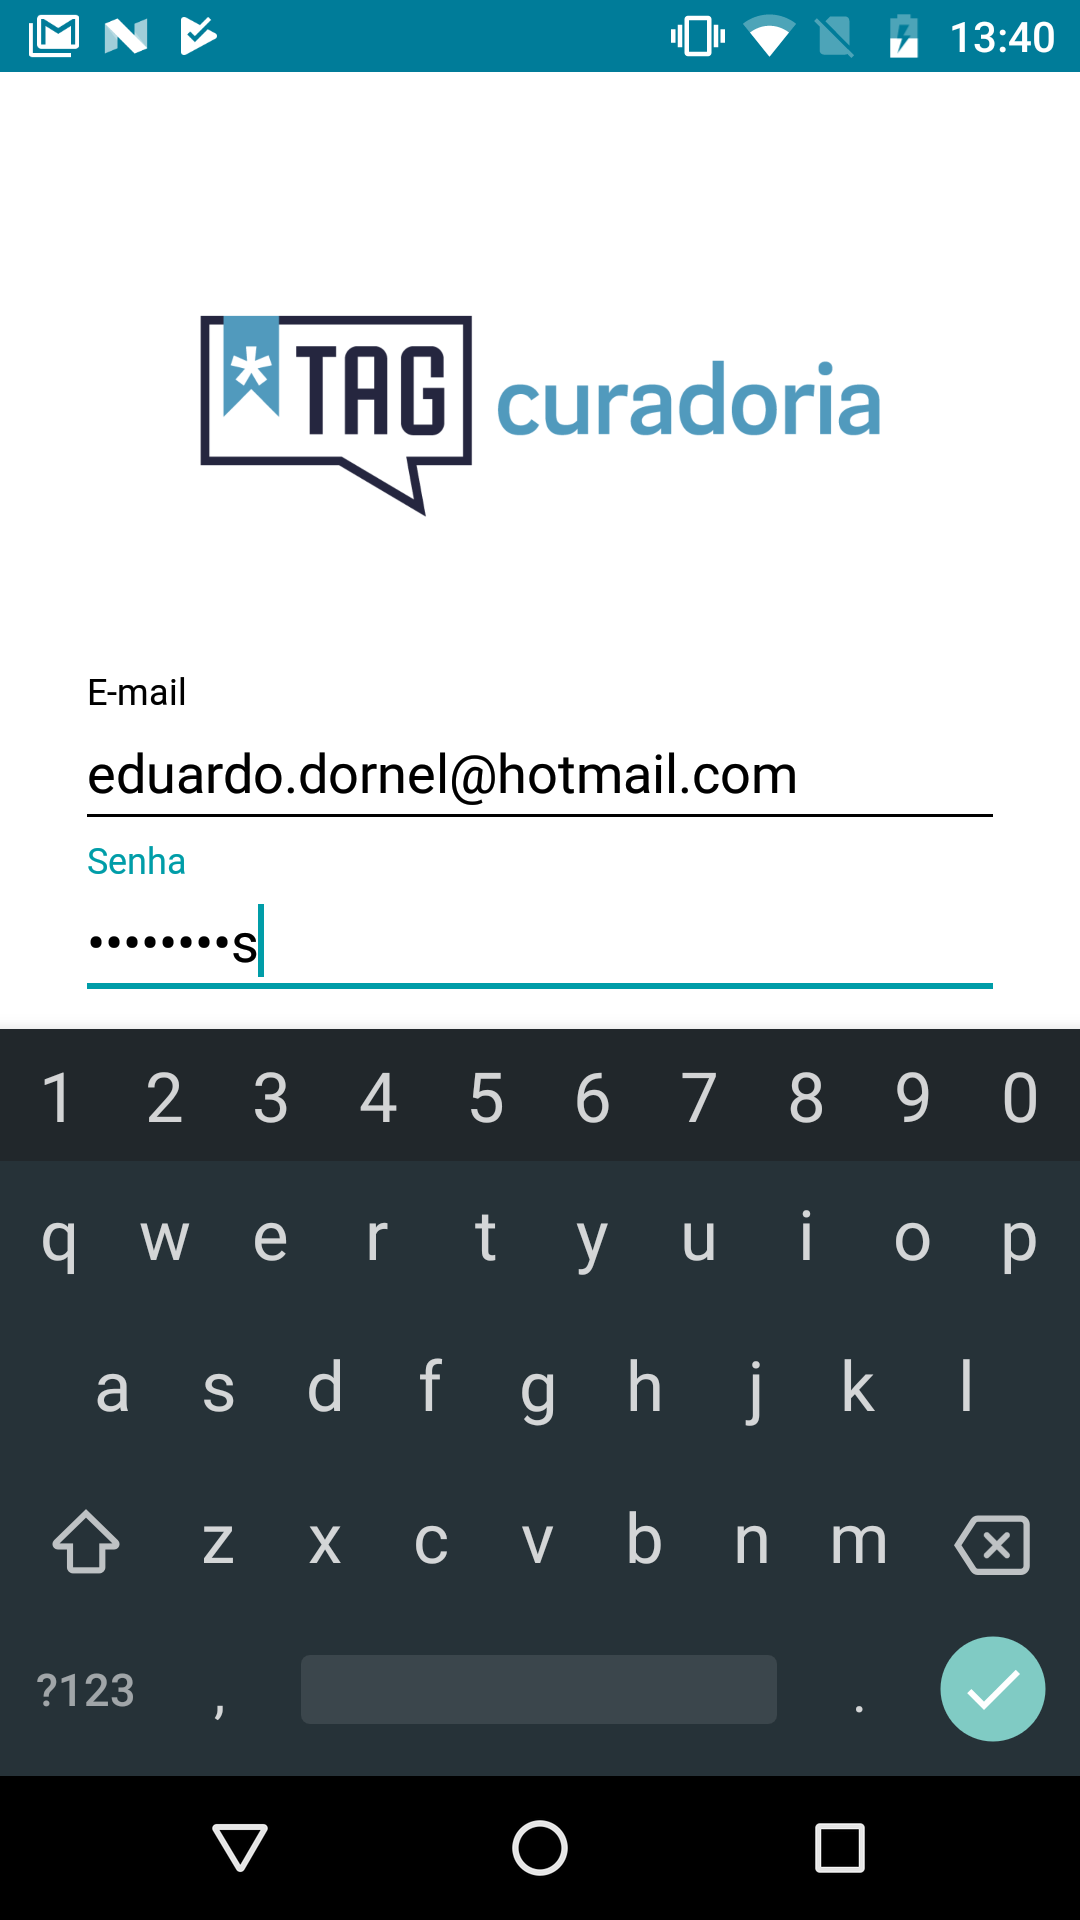 13:40
*TAG curadoria
E-mail
eduardo.dornel@hotmail.com
Senha
••••••••s
1 2 3 4 5 6 7 8 9 0
q w e r t y u i o p
a s d f g h j k l
z x c v b n m
?123 , .